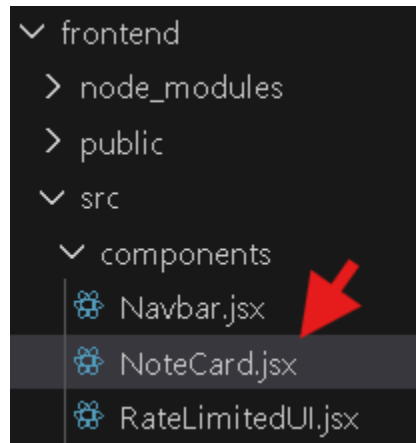 frontend
node_modules
public
src
components
Navbar.jsx
NoteCard.jsx
RateLimitedUI.jsx